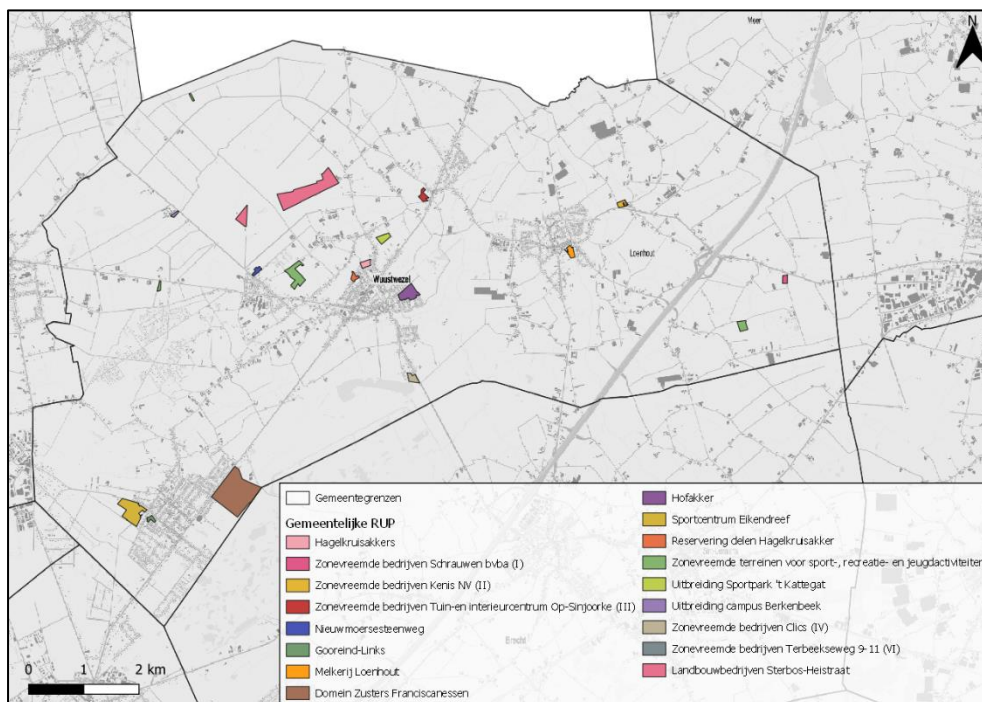 Meer
N
Wuustwezel
Loenhout
Gemeentegrenzen
Gemeentelijke RUP
Hagelkruisakkers
Zonevreemde bedrijven Schrauwen bvba (I)
Zonevreemde bedrijven Kenis NV (II)
Zonevreemde bedrijven Tuin-en interieurcentrum Op-Sinjoorke (III)
Nieuwmoersesteenweg
Gooreind-Links
Melkerij Loenhout
Domein Zusters Franciscanessen
Hofakker
Sportcentrum Eikendreef
Reservering delen Hagelkruisakker
Zonevreemde terreinen voor sport-, recreatie- en jeugdactiviteiten
Uitbreiding Sportpark 't Kattegat
Uitbreiding campus Berkenbeek
Zonevreemde bedrijven Clics (IV)
Zonevreemde bedrijven Terbeekseweg 9-11 (VI)
Landbouwbedrijven Sterbos-Heistraat
Brecht
0 1 2 km